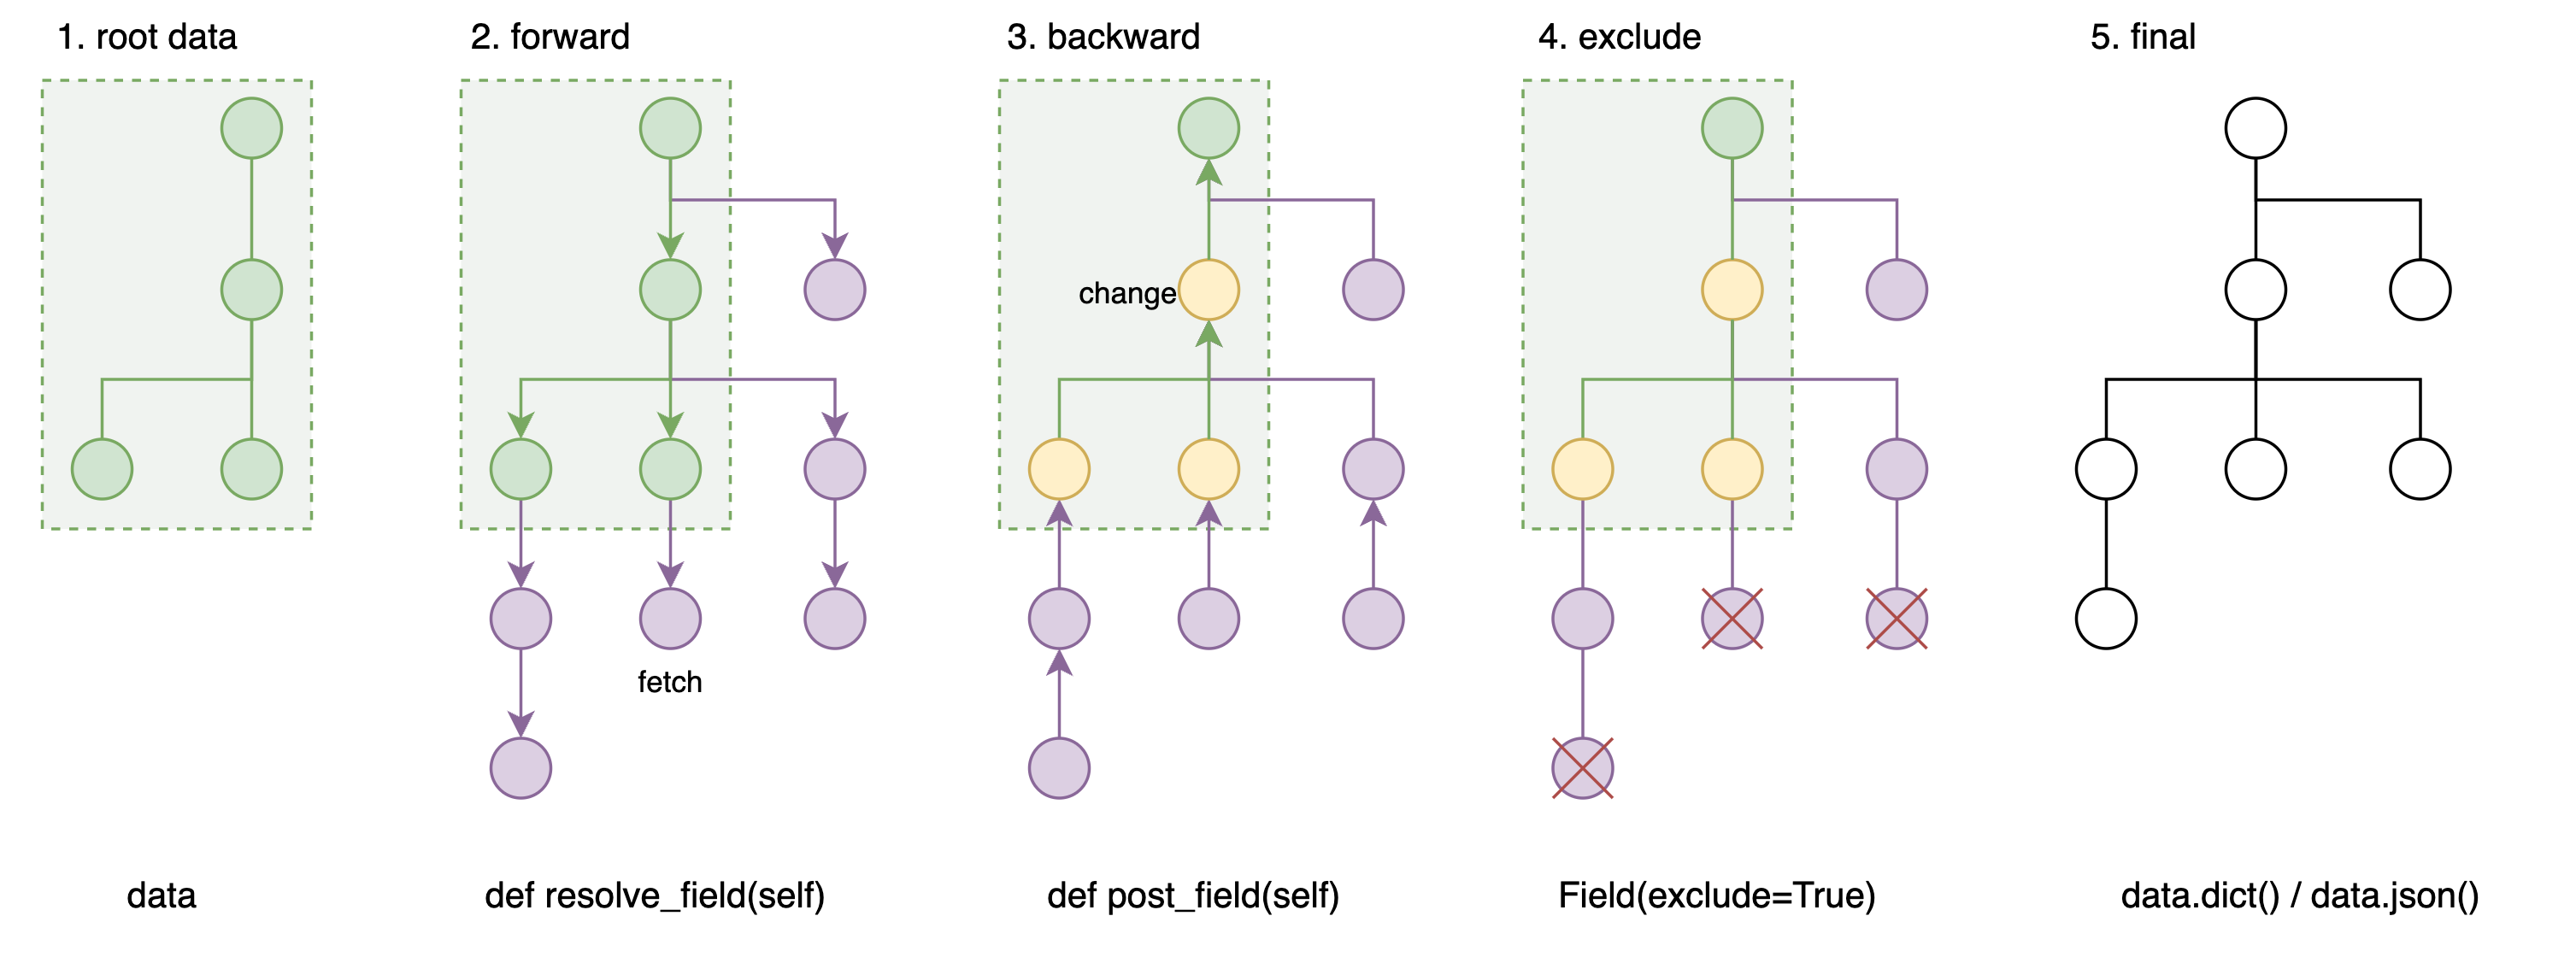 1. root data
2. forward
3. backward
4. exclude
5. final
change
fetch
data
def resolve_field(self)
def post_field(self)
Field(exclude=True)
data.dict() / data.json()